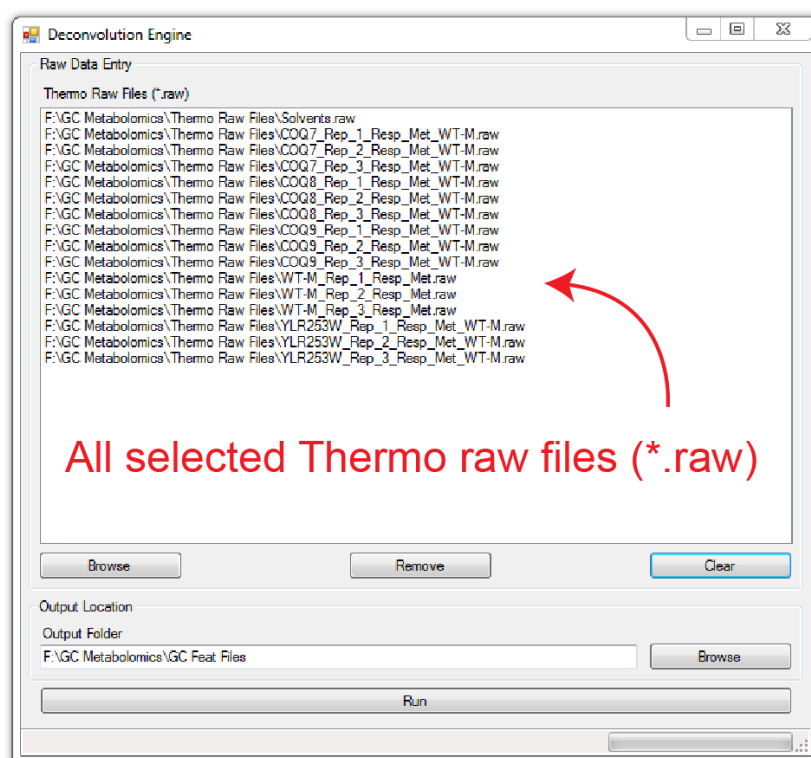 Deconvolution Engine
Raw Data Entry
Thermo Raw Files (*.raw)
F:\GC Metabolomics\Thermo Raw Files\Solvents.raw
F:\GC Metabolomics\Thermo Raw Files\COQ7_Rep_1_Resp_Met_WT-M.raw
F:\GC Metabolomics\Thermo Raw Files\COQ7_Rep_2_Resp_Met_WT-M.raw
F:\GC Metabolomics\Thermo Raw Files\COQ7_Rep_3_Resp_Met_WT-M.raw
F:\GC Metabolomics\Thermo Raw Files\COQ8_Rep_1_Resp_Met_WT-M.raw
F:\GC Metabolomics\Thermo Raw Files\COQ8_Rep_2_Resp_Met_WT-M.raw
F:\GC Metabolomics\Thermo Raw Files\COQ8_Rep_3_Resp_Met_WT-M.raw
F:\GC Metabolomics\Thermo Raw Files\COQ9_Rep_1_Resp_Met_WT-M.raw
F:\GC Metabolomics\Thermo Raw Files\COQ9_Rep_2_Resp_Met_WT-M.raw
F:\GC Metabolomics\Thermo Raw Files\COQ9_Rep_3_Resp_Met_WT-M.raw
F:\GC Metabolomics\Thermo Raw Files\WT-M_Rep_1_Resp_Met.raw
F:\GC Metabolomics\Thermo Raw Files\WT-M_Rep_2_Resp_Met.raw
F:\GC Metabolomics\Thermo Raw Files\WT-M_Rep_3_Resp_Met.raw
F:\GC Metabolomics\Thermo Raw Files\YLR253W_Rep_1_Resp_Met_WT-M.raw
F:\GC Metabolomics\Thermo Raw Files\YLR253W_Rep_2_Resp_Met_WT-M.raw
F:\GC Metabolomics\Thermo Raw Files\YLR253W_Rep_3_Resp_Met_WT-M.raw
All selected Thermo raw files (*.raw)
Browse Remove Clear
Output Location
Output Folder
F:\GC Metabolomics\GC Feat Files Browse
Run